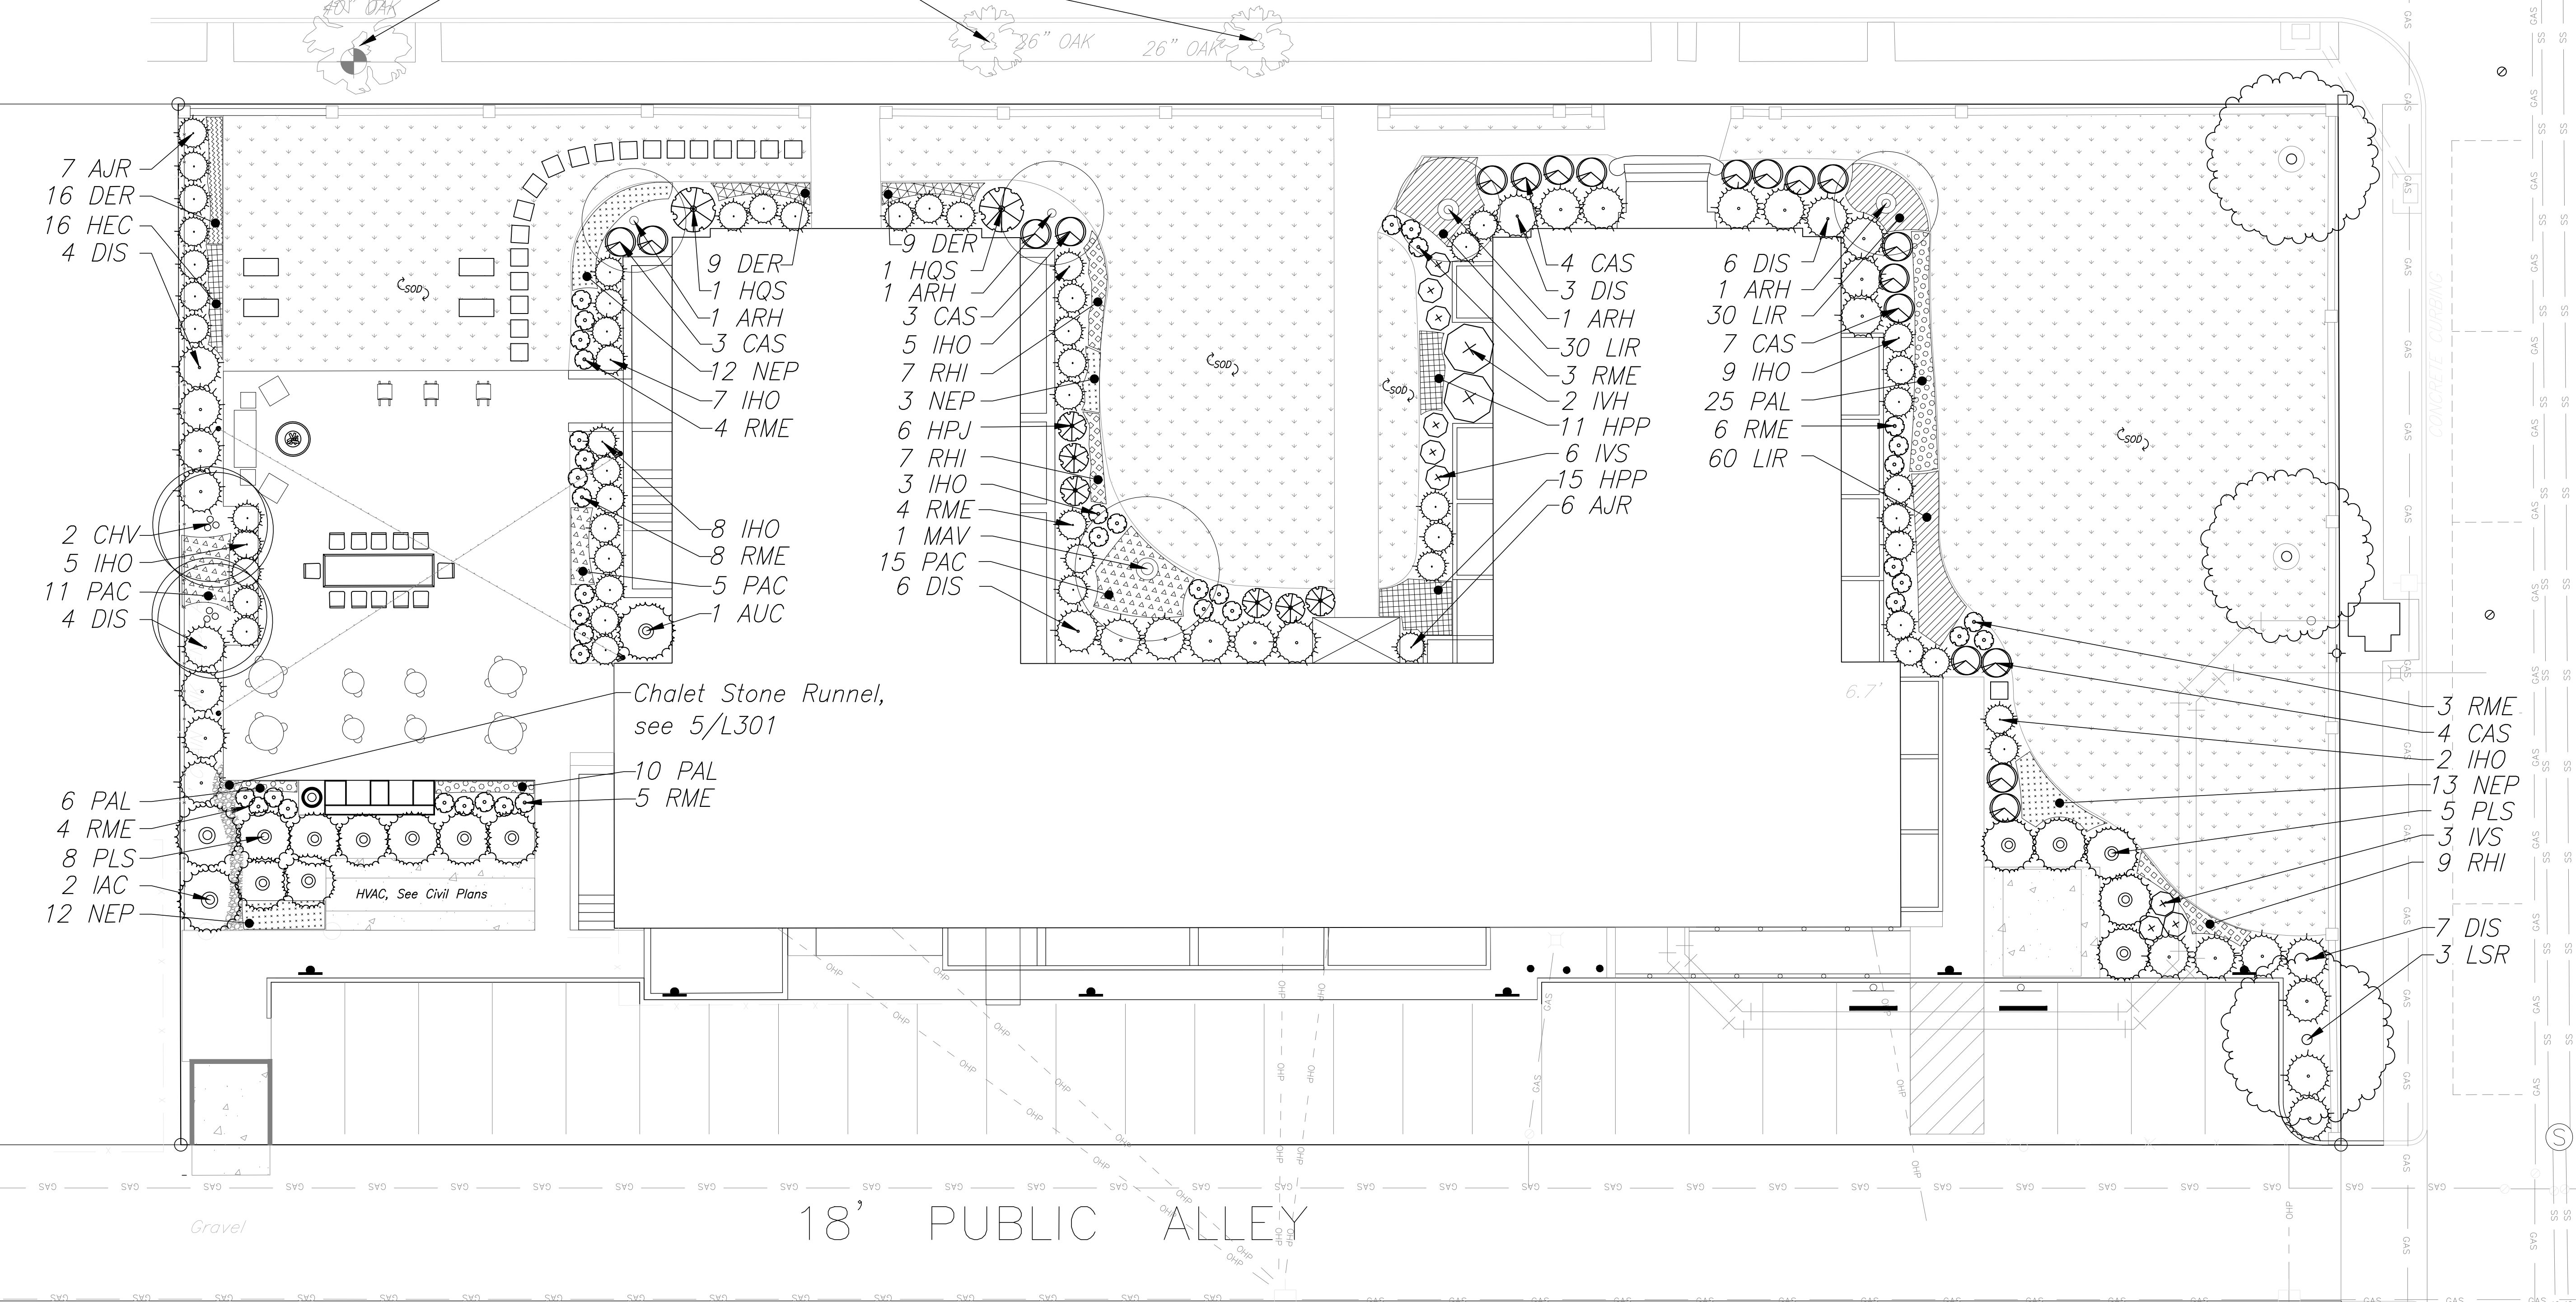 40" OAK
26" OAK
26" OAK
7 AJR
16 DER
16 HEC
4 DIS
2 CHV
5 IHO
11 PAC
4 DIS
6 PAL
4 RME
8 PLS
2 IAC
12 NEP
SOD
9 DER
1 HQS
1 ARH
3 CAS
12 NEP
7 IHO
4 RME
8 IHO
8 RME
5 PAC
1 AUC
Chalet Stone Runnel,
see 5/L301
10 PAL
5 RME
HVAC, See Civil Plans
9 DER
1 HQS
1 ARH
3 CAS
5 IHO
7 RHI
3 NEP
6 HPJ
7 RHI
3 IHO
4 RME
1 MAV
15 PAC
6 DIS
SOD
SOD
4 CAS
3 DIS
1 ARH
30 LIR
3 RME
2 IVH
11 HPP
6 IVS
15 HPP
6 AJR
6 DIS
1 ARH
30 LIR
7 CAS
9 IHO
25 PAL
6 RME
60 LIR
SOD
6.7'
3 RME
4 CAS
2 IHO
13 NEP
5 PLS
3 IVS
9 RHI
7 DIS
3 LSR
CONCRETE CURBING
GAS
SS
OHP
S
Gravel
18' PUBLIC ALLEY